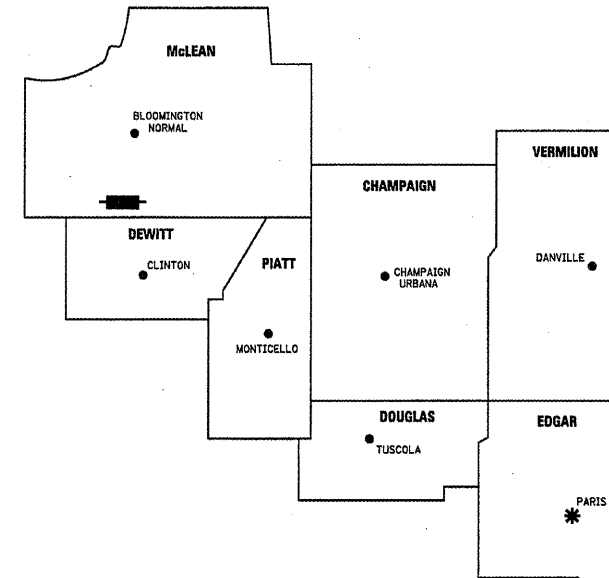 McLEAN
BLOOMINGTON
NORMAL
VERMILION
CHAMPAIGN
DEWITT
CLINTON
PIATT
CHAMPAIGN
URBANA
DANVILLE
MONTICELLO
DOUGLAS
EDGAR
TUSCOLA
PARIS